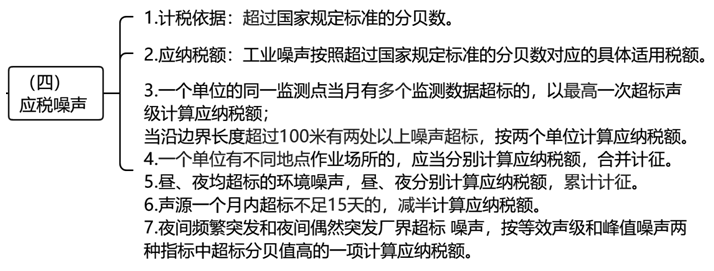 （四）
应税噪声
1.计税依据：超过国家规定标准的分贝数。
2.应纳税额：工业噪声按照超过国家规定标准的分贝数对应的具体适用税额。
3.一个单位的同一监测点当月有多个监测数据超标的，以最高一次超标声
级计算应纳税额；
当沿边界长度超过100米有两处以上噪声超标，按两个单位计算应纳税额。
4.一个单位有不同地点作业场所的，应当分别计算应纳税额，合并计征。
5.昼、夜均超标的环境噪声，昼、夜分别计算应纳税额，累计计征。
6.声源一个月内超标不足15天的，减半计算应纳税额。
7.夜间频繁突发和夜间偶然突发厂界超标 噪声，按等效声级和峰值噪声两
种指标中超标分贝值高的一项计算应纳税额。